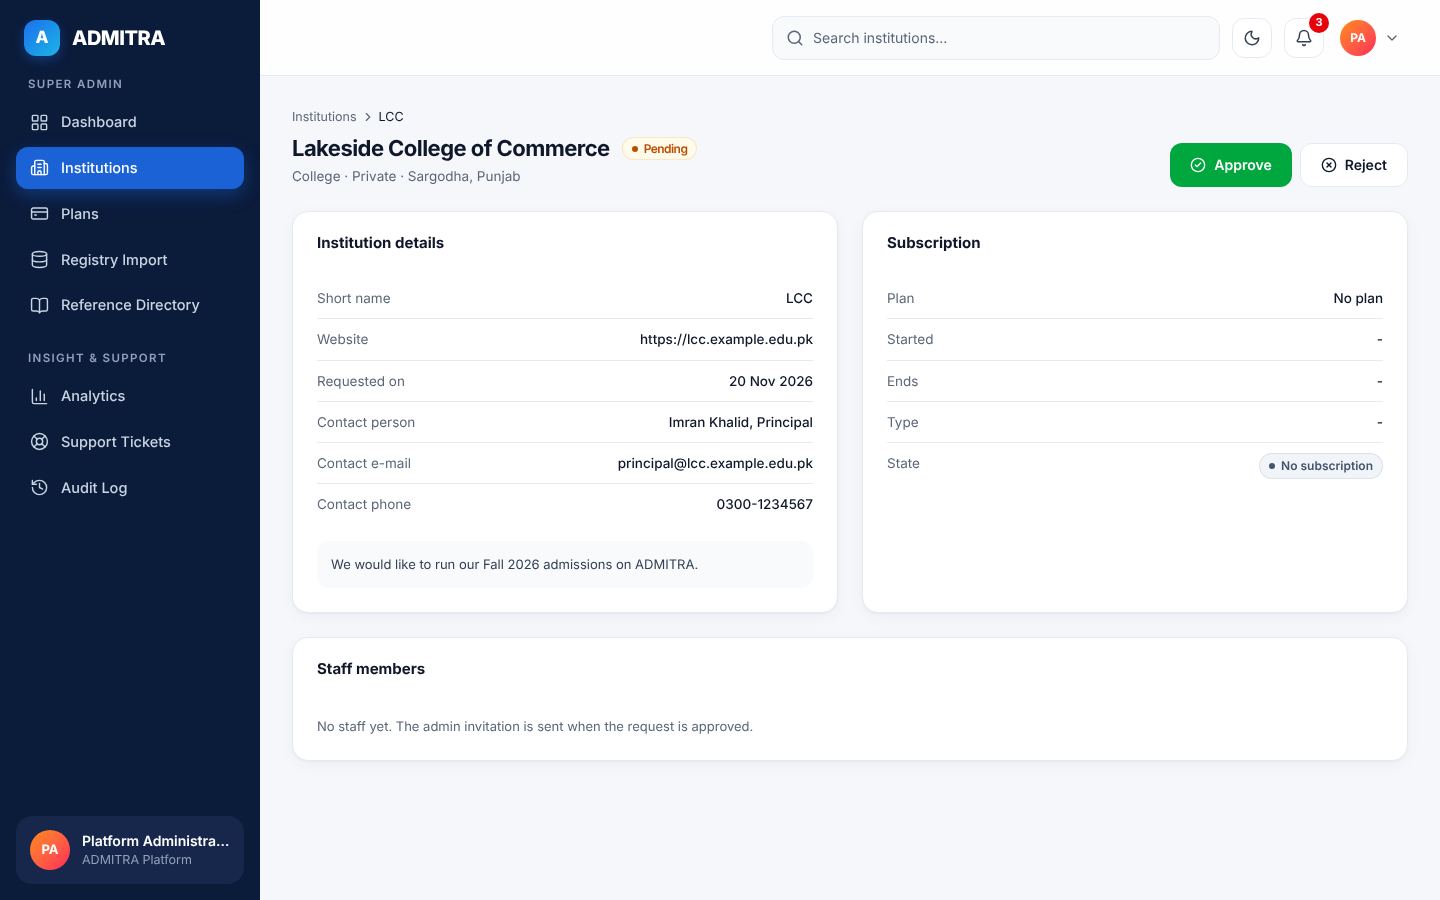 A ADMITRA
SUPER ADMIN
Dashboard
Institutions
Plans
Registry Import
Reference Directory
INSIGHT & SUPPORT
Analytics
Support Tickets
Audit Log
PA Platform Administra...
ADMITRA Platform
Search institutions...
3
PA
Institutions > LCC
Lakeside College of Commerce
Pending
College · Private · Sargodha, Punjab
Approve
Reject
Institution details
Short name LCC
Website https://lcc.example.edu.pk
Requested on 20 Nov 2026
Contact person Imran Khalid, Principal
Contact e-mail principal@lcc.example.edu.pk
Contact phone 0300-1234567
We would like to run our Fall 2026 admissions on ADMITRA.
Subscription
Plan No plan
Started -
Ends -
Type -
State No subscription
Staff members
No staff yet. The admin invitation is sent when the request is approved.